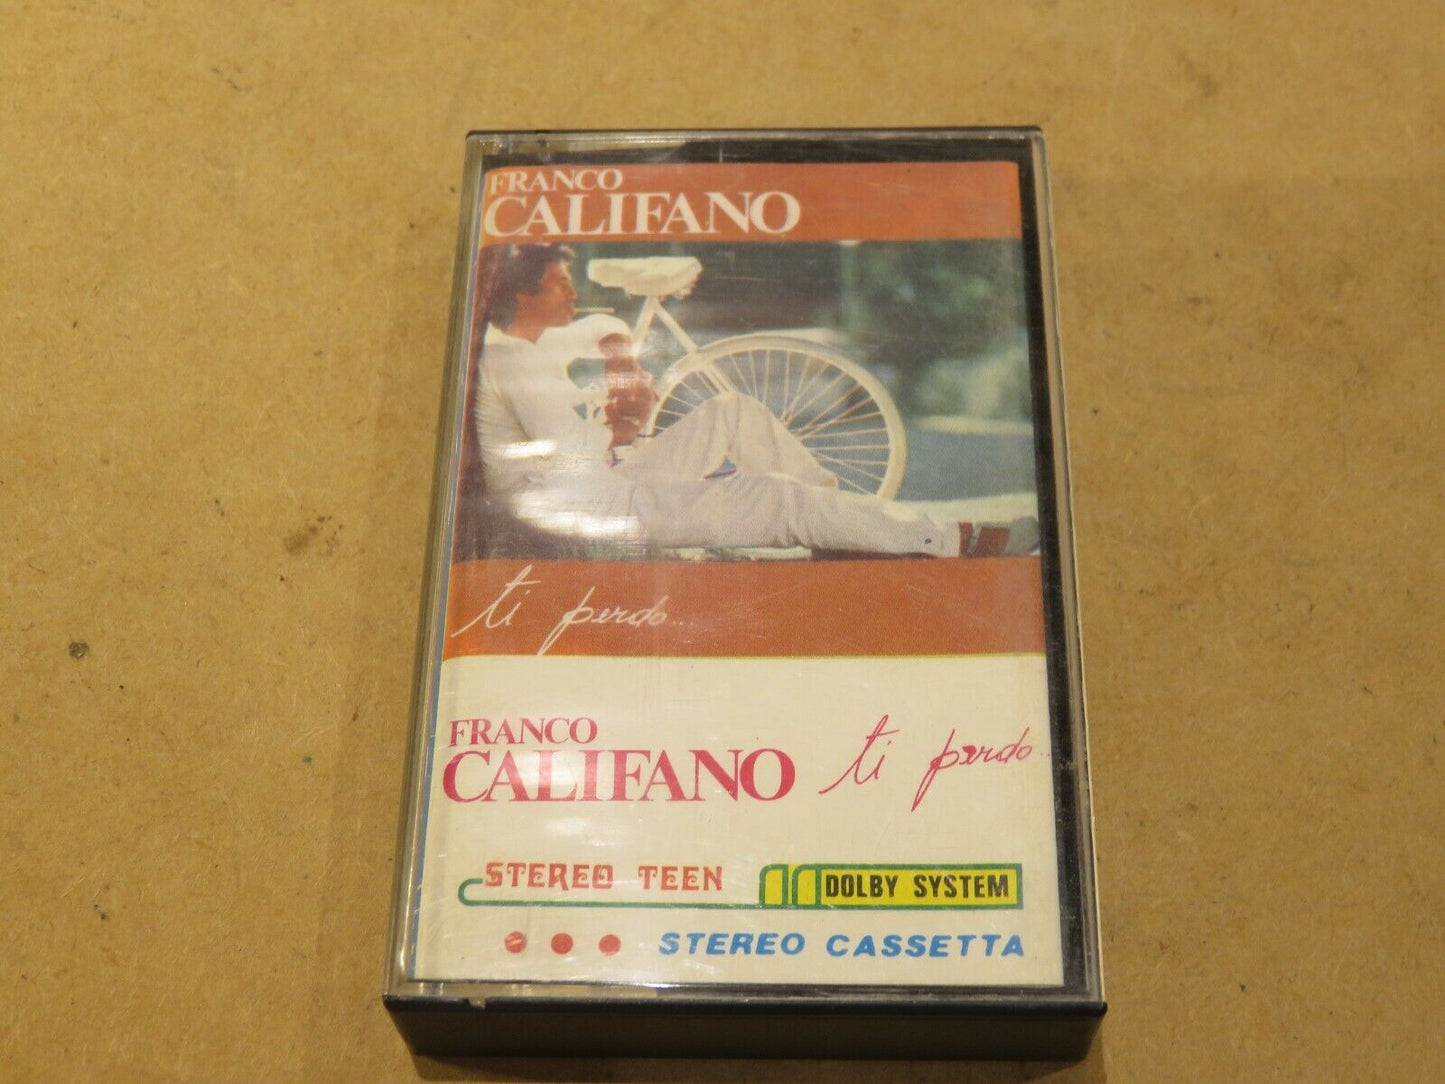 FRANCO
CALIFANO
ti perdo...
FRANCO
CALIFANO
ti perdo...
STEREO TEEN
DOLBY SYSTEM
STEREO CASSETTA